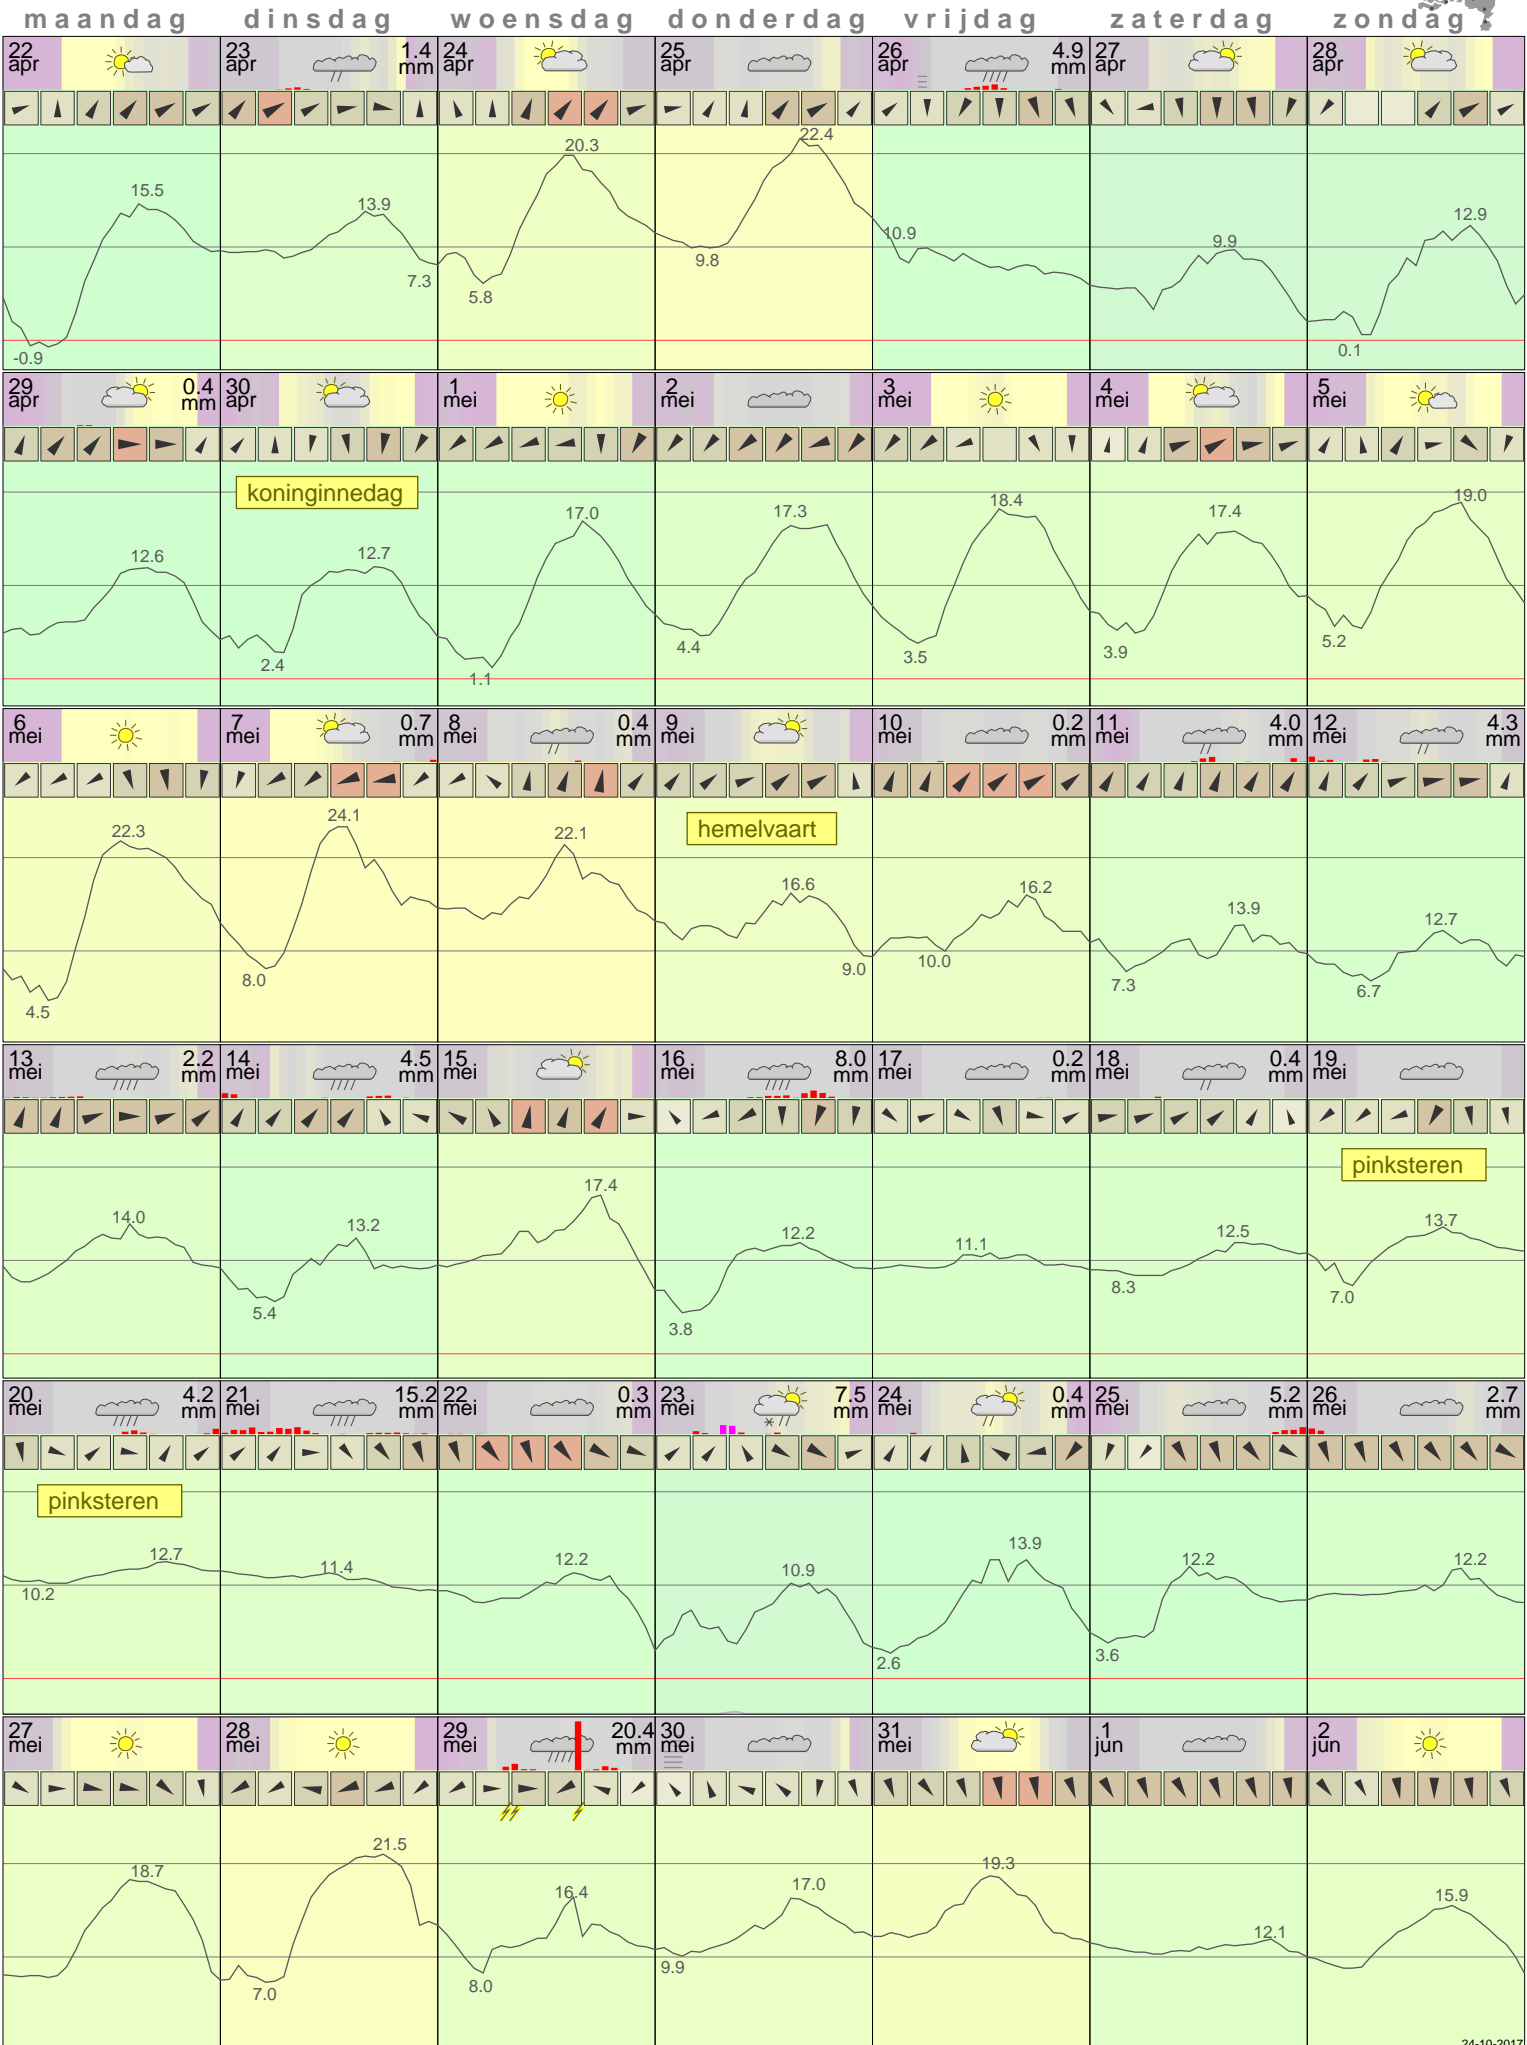 maandag dinsdag woensdag donderdag vrijdag zaterdag zondag
22 apr
23 apr 1.4 mm
24 apr
25 apr
26 apr 4.9 mm
27 apr
28 apr
15.5 -0.9
13.9 7.3
20.3 5.8
22.4 9.8
10.9
9.9
12.9 0.1
29 apr 0.4 mm
30 apr
1 mei
2 mei
3 mei
4 mei
5 mei
koninginnedag
12.6
12.7 2.4
17.0 1.1
17.3 4.4
18.4 3.5
17.4 3.9
19.0 5.2
6 mei
7 mei 0.7 mm
8 mei 0.4 mm
9 mei
10 mei 0.2 mm
11 mei 4.0 mm
12 mei 4.3 mm
hemelvaart
22.3 4.5
24.1 8.0
22.1
16.6 9.0
16.2 10.0
13.9 7.3
12.7 6.7
13 mei 2.2 mm
14 mei 4.5 mm
15 mei
16 mei 8.0 mm
17 mei 0.2 mm
18 mei 0.4 mm
19 mei
pinksteren
14.0
13.2 5.4
17.4
12.2 3.8
11.1
12.5 8.3
13.7 7.0
20 mei 4.2 mm
21 mei 15.2 mm
22 mei 0.3 mm
23 mei 7.5 mm
24 mei 0.4 mm
25 mei 5.2 mm
26 mei 2.7 mm
pinksteren
12.7 10.2
11.4
12.2
10.9
13.9 2.6
12.2 3.6
12.2
27 mei
28 mei
29 mei 20.4 mm
30 mei
31 mei
1 jun
2 jun
18.7
21.5 7.0
16.4 8.0
17.0 9.9
19.3
12.1
15.9
24-10-2017